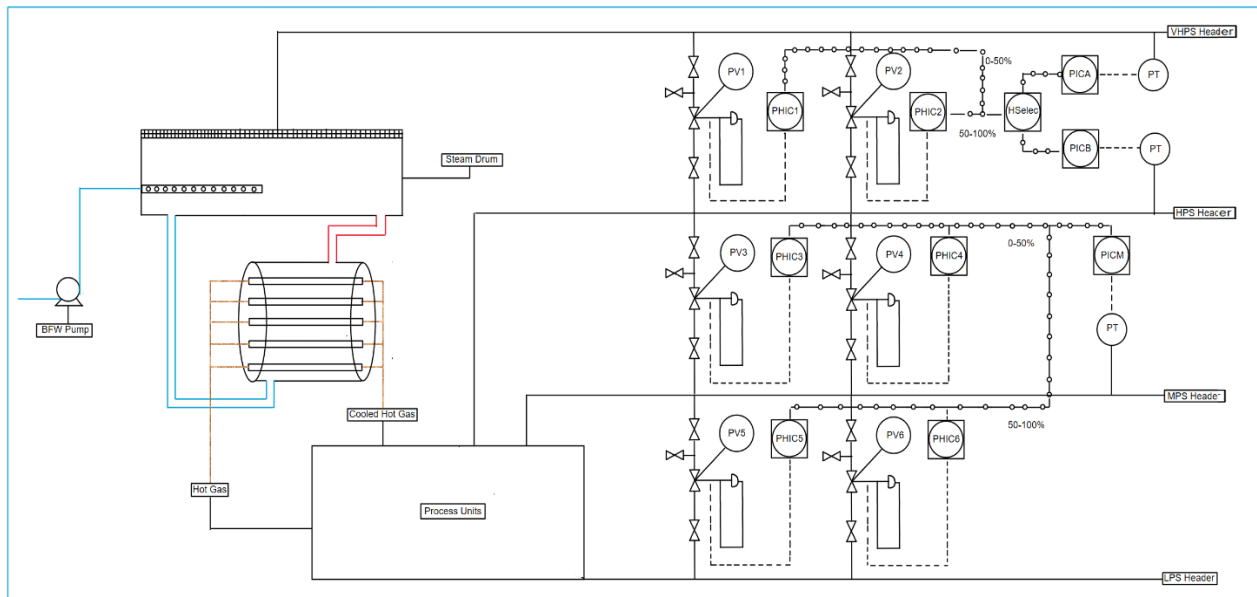 VHPS Header
PV1
PV2
0-50%
PICA
PT
PHIC1
PHIC2
HSelec
50-100%
Steam Drum
PICB
PT
HPS Header
PV3
PHIC3
PV4
PHIC4
0-50%
PICM
BFW Pump
PT
MPS Header
Cooled Hot Gas
50-100%
PV5
PHIC5
PV6
PHIC6
Hot Gas
Process Units
LPS Header